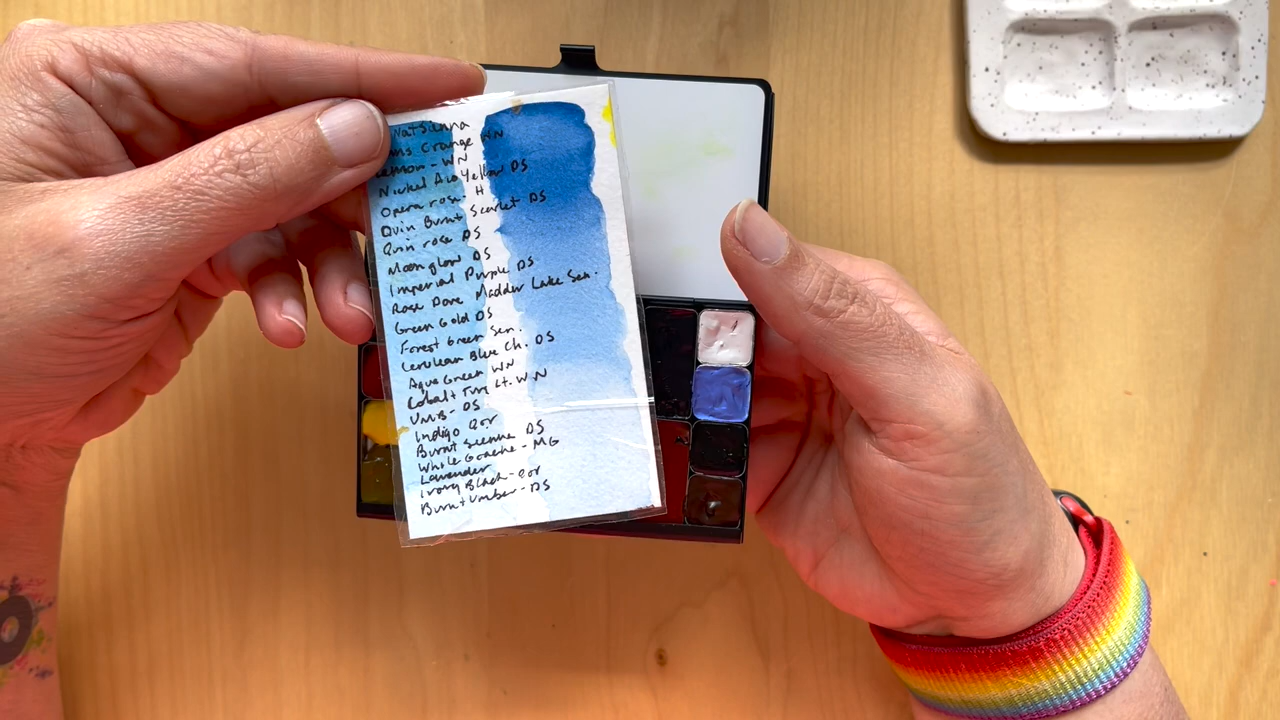 Nat Sienna
Orange WN
Lemon - WN
Nickel Azo Yellow DS
Opera rose - H
Quin Burnt Scarlet DS
Quin rose DS
Moonglow DS
Imperial Purple DS
Rose Dore Madder Lake Sen.
Green Gold DS
Forest Green Sen.
Cerulean Blue Ch. DS
Aqua Green WN
Cobalt Turq Lt. WN
UMB - DS
Indigo Qor
Burnt Sienna DS
White Goache - MG
Lavender
Ivory Black - Qor
Burnt Umber - DS